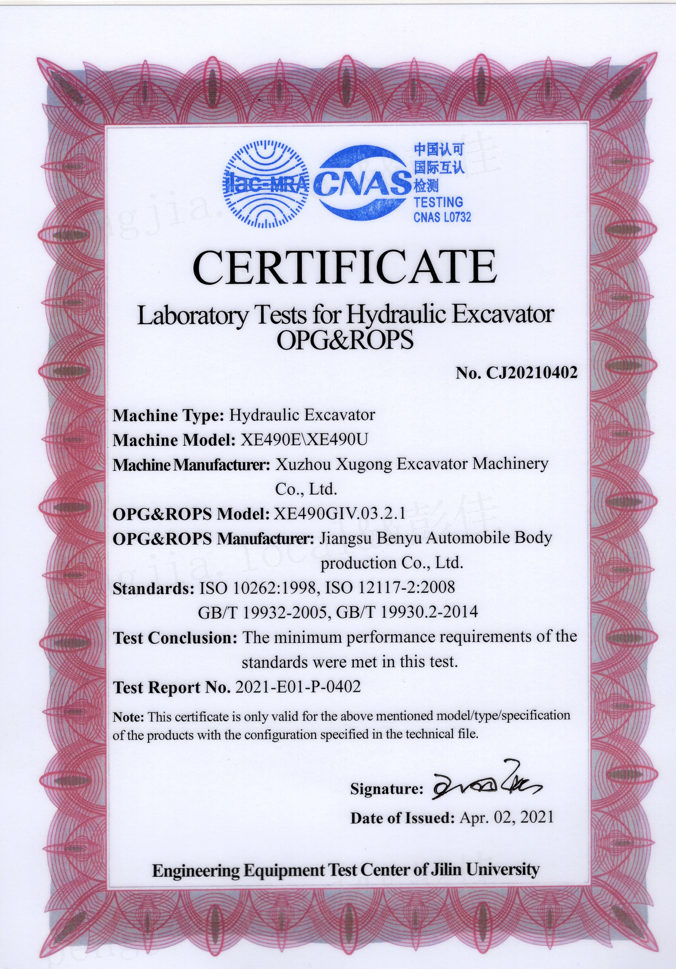 中国认可
国际互认
检测
TESTING
CNAS L0732
ilac-MRA
CNAS
CERTIFICATE
Laboratory Tests for Hydraulic Excavator
OPG&ROPS
No. CJ20210402
Machine Type: Hydraulic Excavator
Machine Model: XE490E\XE490U
Machine Manufacturer: Xuzhou Xugong Excavator Machinery
Co., Ltd.
OPG&ROPS Model: XE490GIV.03.2.1
OPG&ROPS Manufacturer: Jiangsu Benyu Automobile Body
production Co., Ltd.
Standards: ISO 10262:1998, ISO 12117-2:2008
GB/T 19932-2005, GB/T 19930.2-2014
Test Conclusion: The minimum performance requirements of the
standards were met in this test.
Test Report No. 2021-E01-P-0402
Note: This certificate is only valid for the above mentioned model/type/specification
of the products with the configuration specified in the technical file.
Signature:
Date of Issued: Apr. 02, 2021
Engineering Equipment Test Center of Jilin University